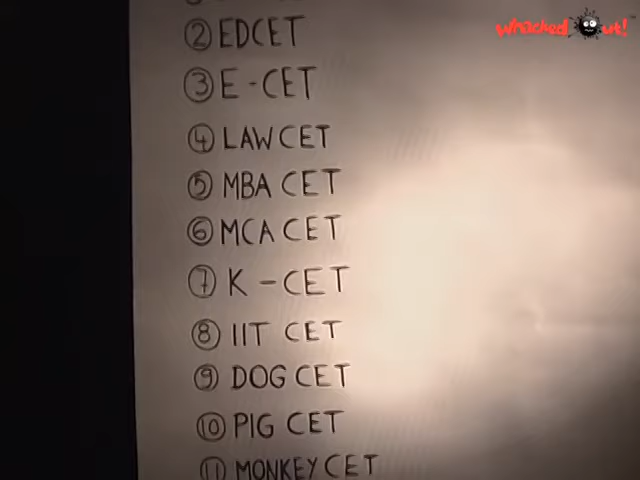 whacked out!
② EDCET
③ E-CET
④ LAWCET
⑤ MBA CET
⑥ MCA CET
⑦ K-CET
⑧ IIT CET
⑨ DOG CET
⑩ PIG CET
⑪ MONKEY CET